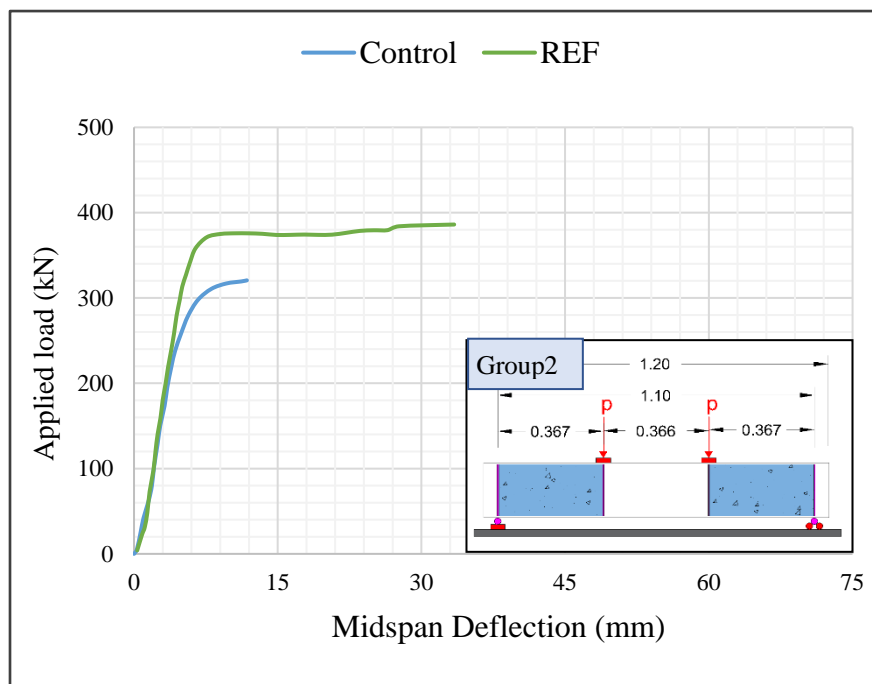 Control REF
500
400
300
200
100
0
Applied load (kN)
0 15 30 45 60 75
Midspan Deflection (mm)
Group2
1.20
1.10
p p
0.367 0.366 0.367